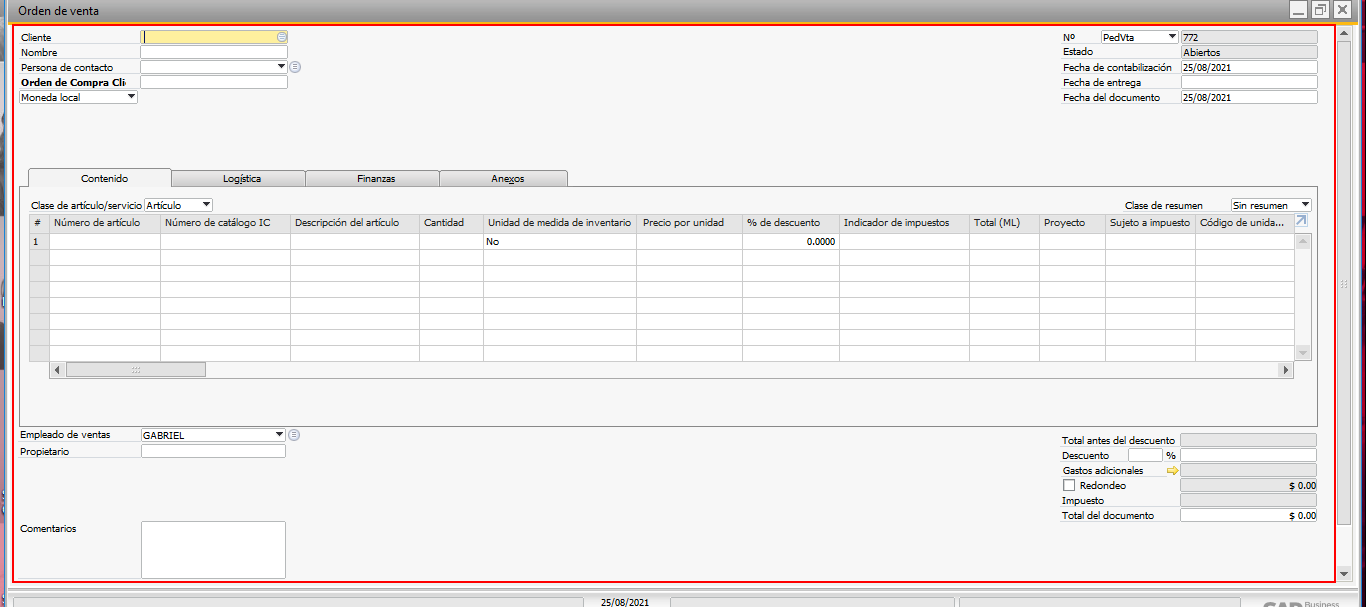 Orden de venta
Cliente
Nombre
Persona de contacto
Orden de Compra Cli
Moneda local
Nº PedVta 772
Estado Abiertos
Fecha de contabilización 25/08/2021
Fecha de entrega
Fecha del documento 25/08/2021
Contenido Logística Finanzas Anexos
Clase de artículo/servicio Artículo Clase de resumen Sin resumen
# Número de artículo Número de catálogo IC Descripción del artículo Cantidad Unidad de medida de inventario Precio por unidad % de descuento Indicador de impuestos Total (ML) Proyecto Sujeto a impuesto Código de unida...
1 No 0.0000
Empleado de ventas GABRIEL
Propietario
Comentarios
Total antes del descuento
Descuento %
Gastos adicionales
Redondeo $ 0.00
Impuesto
Total del documento $ 0.00
25/08/2021
SAP Business